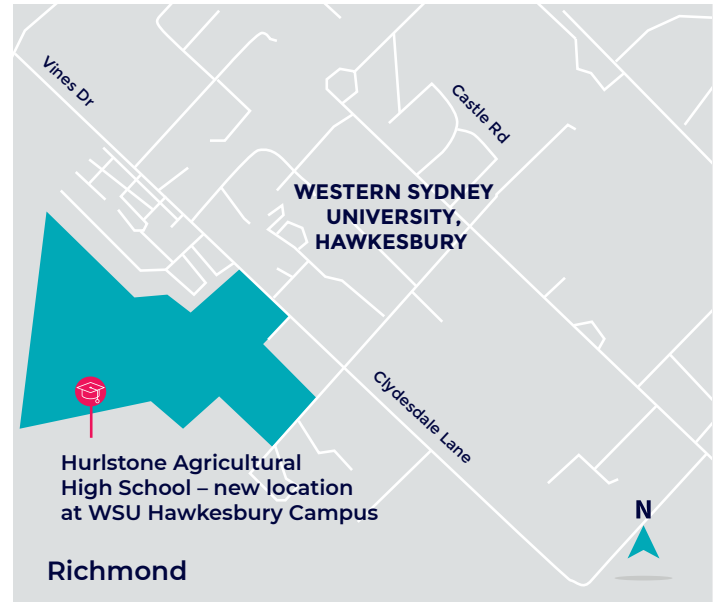 Vines Dr
Castle Rd
WESTERN SYDNEY
UNIVERSITY,
HAWKESBURY
Clydesdale Lane
Hurlstone Agricultural
High School – new location
at WSU Hawkesbury Campus
N
Richmond